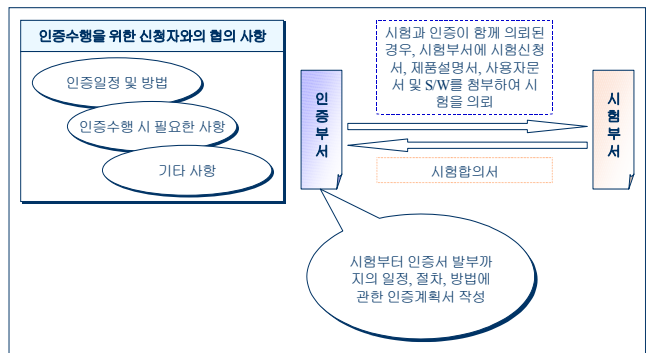 인증수행을 위한 신청자와의 협의 사항
인증일정 및 방법
인증수행 시 필요한 사항
기타 사항
시험과 인증이 함께 의뢰된
경우, 시험부서에 시험신청
서, 제품설명서, 사용자문
서 및 S/W를 첨부하여 시
험을 의뢰
인
증
부
서
시
험
부
서
시험합의서
시험부터 인증서 발부까
지의 일정, 절차, 방법에
관한 인증계획서 작성